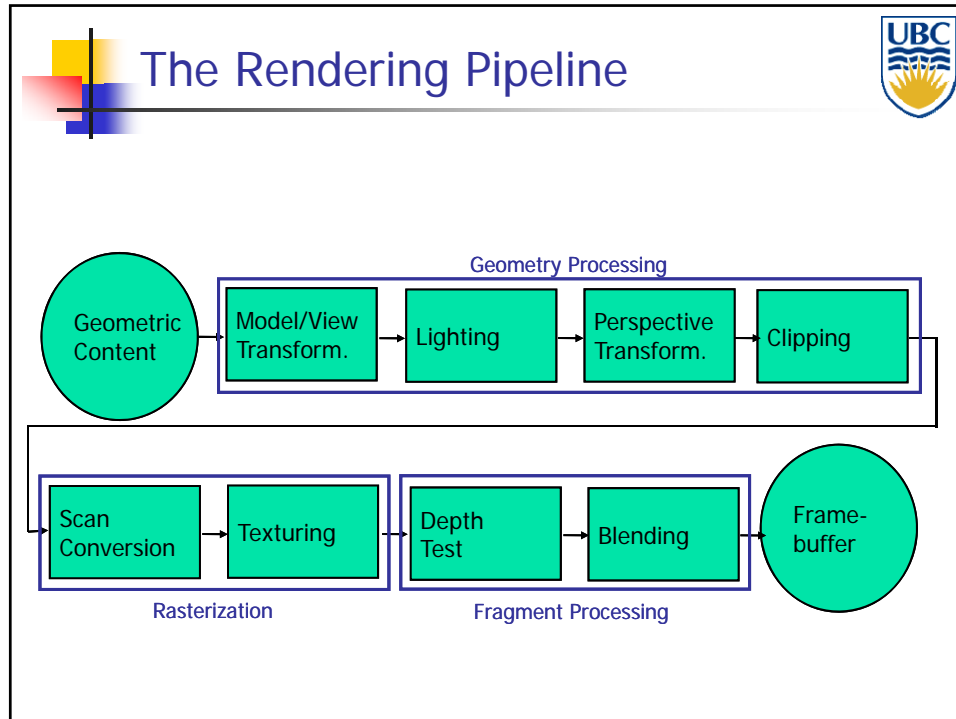 The Rendering Pipeline
UBC
Geometry Processing
Geometric
Content
Model/View
Transform.
Lighting
Perspective
Transform.
Clipping
Scan
Conversion
Texturing
Depth
Test
Blending
Frame-
buffer
Rasterization
Fragment Processing